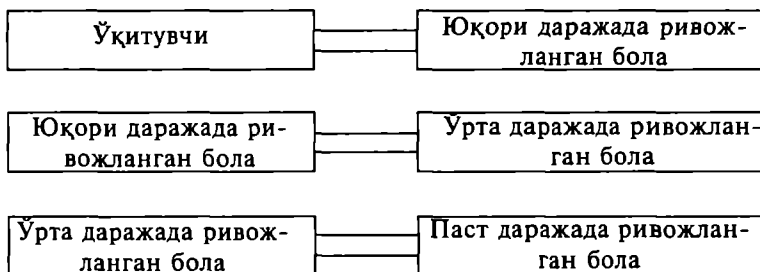 Ўқитувчи
Юқори даражада ривож-
ланган бола
Юқори даражада ри-
вожланган бола
Ўрта даражада ривожлан-
ган бола
Ўрта даражада ривож-
ланган бола
Паст даражада ривожлан-
ган бола